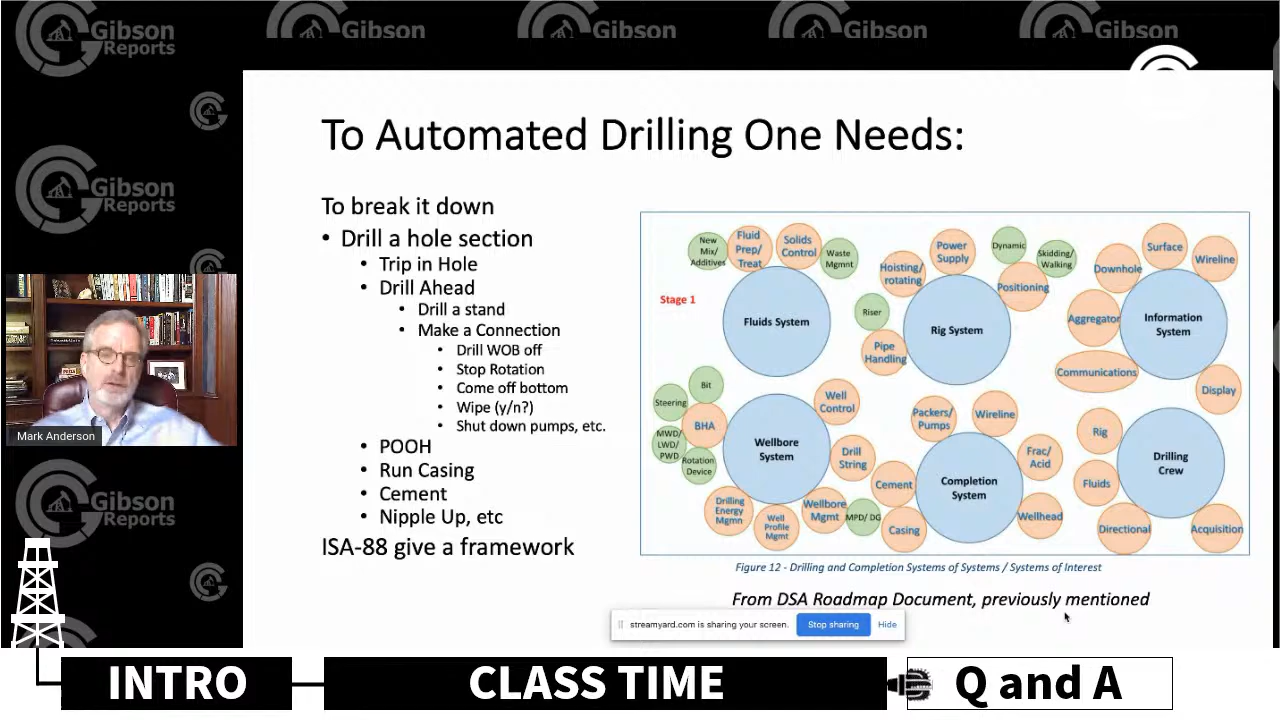 Gibson
Reports
Gibson
Gibson
Gibson
Gibson
Reports
Gibson
Reports
To Automated Drilling One Needs:
To break it down
• Drill a hole section
• Trip in Hole
• Drill Ahead
• Drill a stand
• Make a Connection
• Drill WOB off
• Stop Rotation
• Come off bottom
• Wipe (y/n?)
• Shut down pumps, etc.
• POOH
• Run Casing
• Cement
• Nipple Up, etc
ISA-88 give a framework
Stage 1
New
Mix/
Additives
Fluid
Prep/
Treat
Solids
Control
Waste
Mgmnt
Fluids System
Hoisting/
rotating
Power
Supply
Dynamic
Skidding/
Walking
Positioning
Riser
Pipe
Handling
Rig System
Downhole
Surface
Wireline
Aggregator
Communications
Display
Information
System
Bit
Steering
BHA
MWD/
LWD/
PWD
Rotation
Device
Well
Control
Drill
String
Wellbore
System
Drilling
Energy
Mgmn
Well
Profile
Mgmt
Wellbore
Mgmt
MPD/ DG
Packers/
Pumps
Wireline
Frac/
Acid
Cement
Casing
Wellhead
Completion
System
Rig
Fluids
Directional
Acquisition
Drilling
Crew
Figure 12 - Drilling and Completion Systems of Systems / Systems of Interest
From DSA Roadmap Document, previously mentioned
streamyard.com is sharing your screen.
Stop sharing
Hide
Mark Anderson
INTRO
CLASS TIME
Q and A